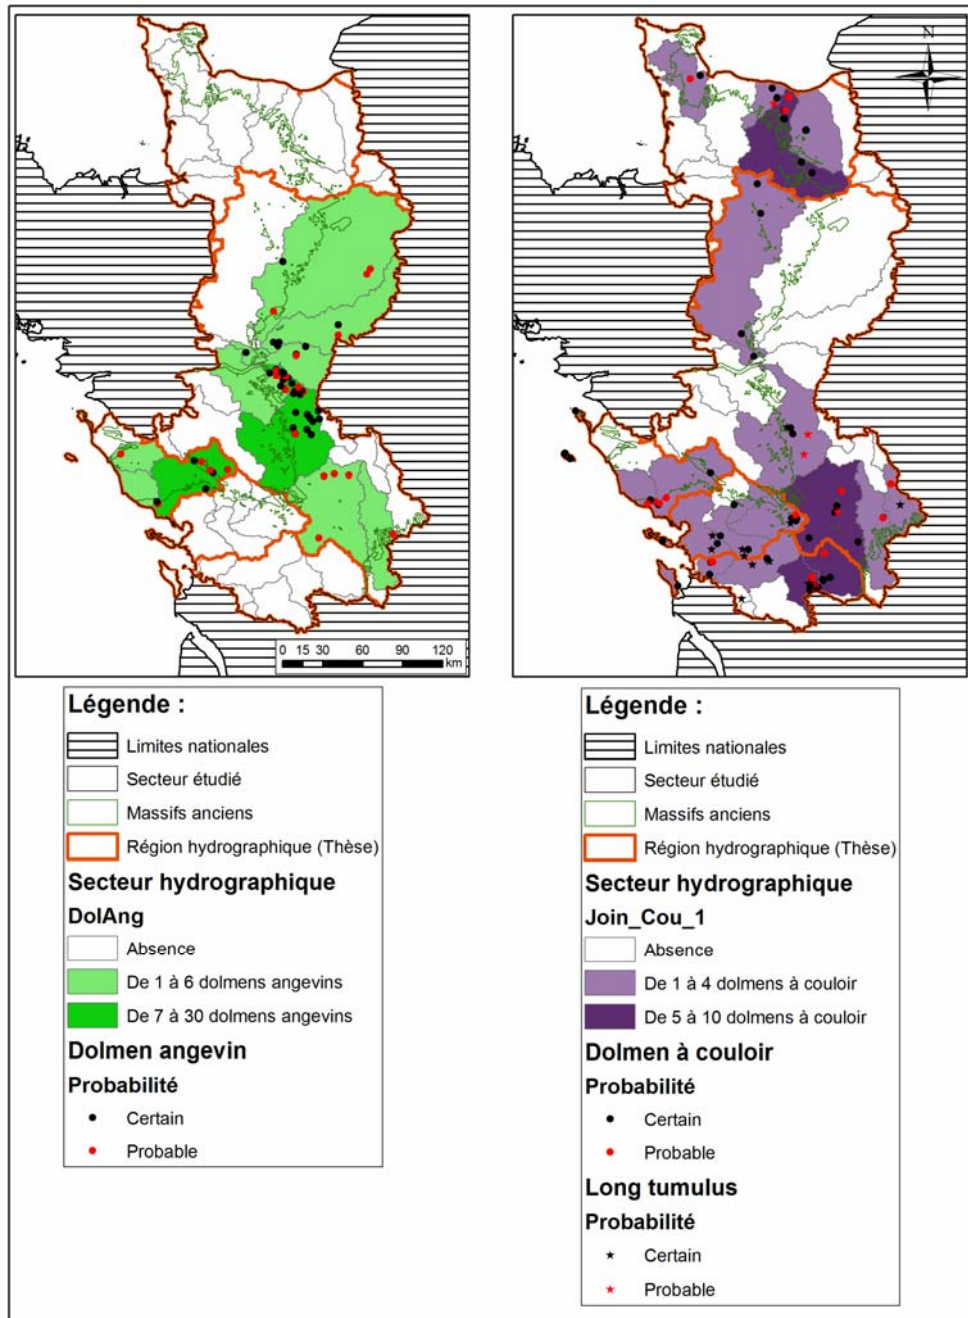 N
0 15 30 60 90 120
km
Légende :
Limites nationales
Secteur étudié
Massifs anciens
Région hydrographique (Thèse)
Secteur hydrographique
DolAng
Absence
De 1 à 6 dolmens angevins
De 7 à 30 dolmens angevins
Dolmen angevin
Probabilité
Certain
Probable
Légende :
Limites nationales
Secteur étudié
Massifs anciens
Région hydrographique (Thèse)
Secteur hydrographique
Join_Cou_1
Absence
De 1 à 4 dolmens à couloir
De 5 à 10 dolmens à couloir
Dolmen à couloir
Probabilité
Certain
Probable
Long tumulus
Probabilité
Certain
Probable